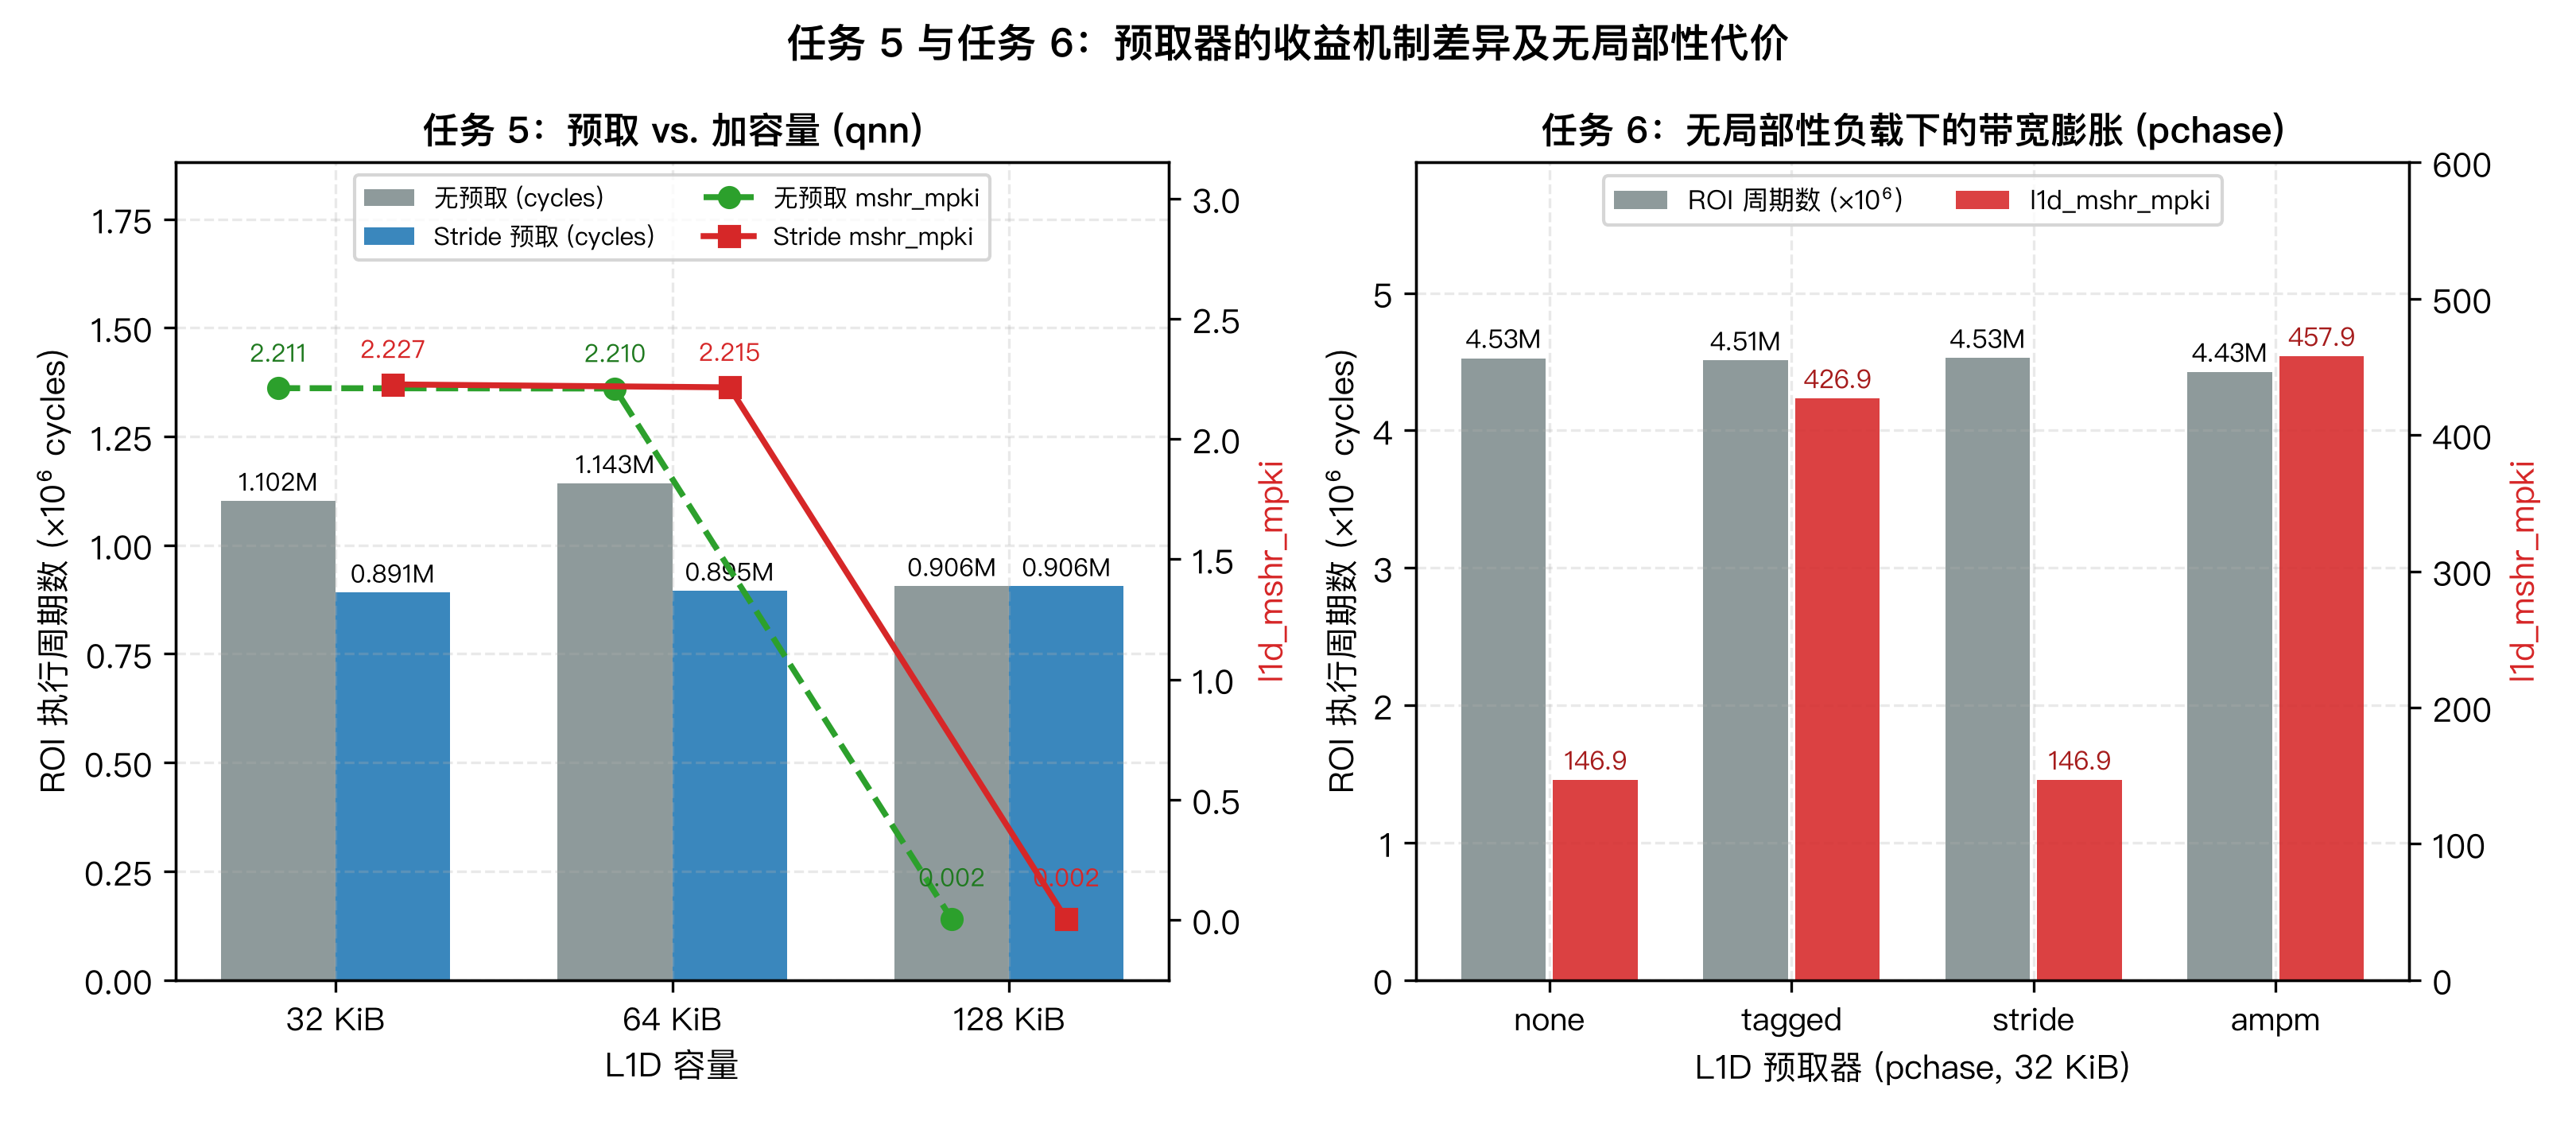 任务 5 与任务 6：预取器的收益机制差异及无局部性代价
任务 5：预取 vs. 加容量 (qnn)
无预取 (cycles)
Stride 预取 (cycles)
无预取 mshr_mpki
Stride mshr_mpki
ROI 执行周期数 (×10⁶ cycles)
1.75
1.50
1.25
1.00
0.75
0.50
0.25
0.00
2.211
2.227
2.210
2.215
1.102M
0.891M
1.143M
0.895M
0.906M
0.906M
0.002
0.002
3.0
2.5
2.0
1.5
1.0
0.5
0.0
l1d_mshr_mpki
32 KiB
64 KiB
128 KiB
L1D 容量
任务 6：无局部性负载下的带宽膨胀 (pchase)
ROI 周期数 (×10⁶)
l1d_mshr_mpki
ROI 执行周期数 (×10⁶ cycles)
5
4
3
2
1
0
4.53M
146.9
4.51M
426.9
4.53M
146.9
4.43M
457.9
600
500
400
300
200
100
0
l1d_mshr_mpki
none
tagged
stride
ampm
L1D 预取器 (pchase, 32 KiB)